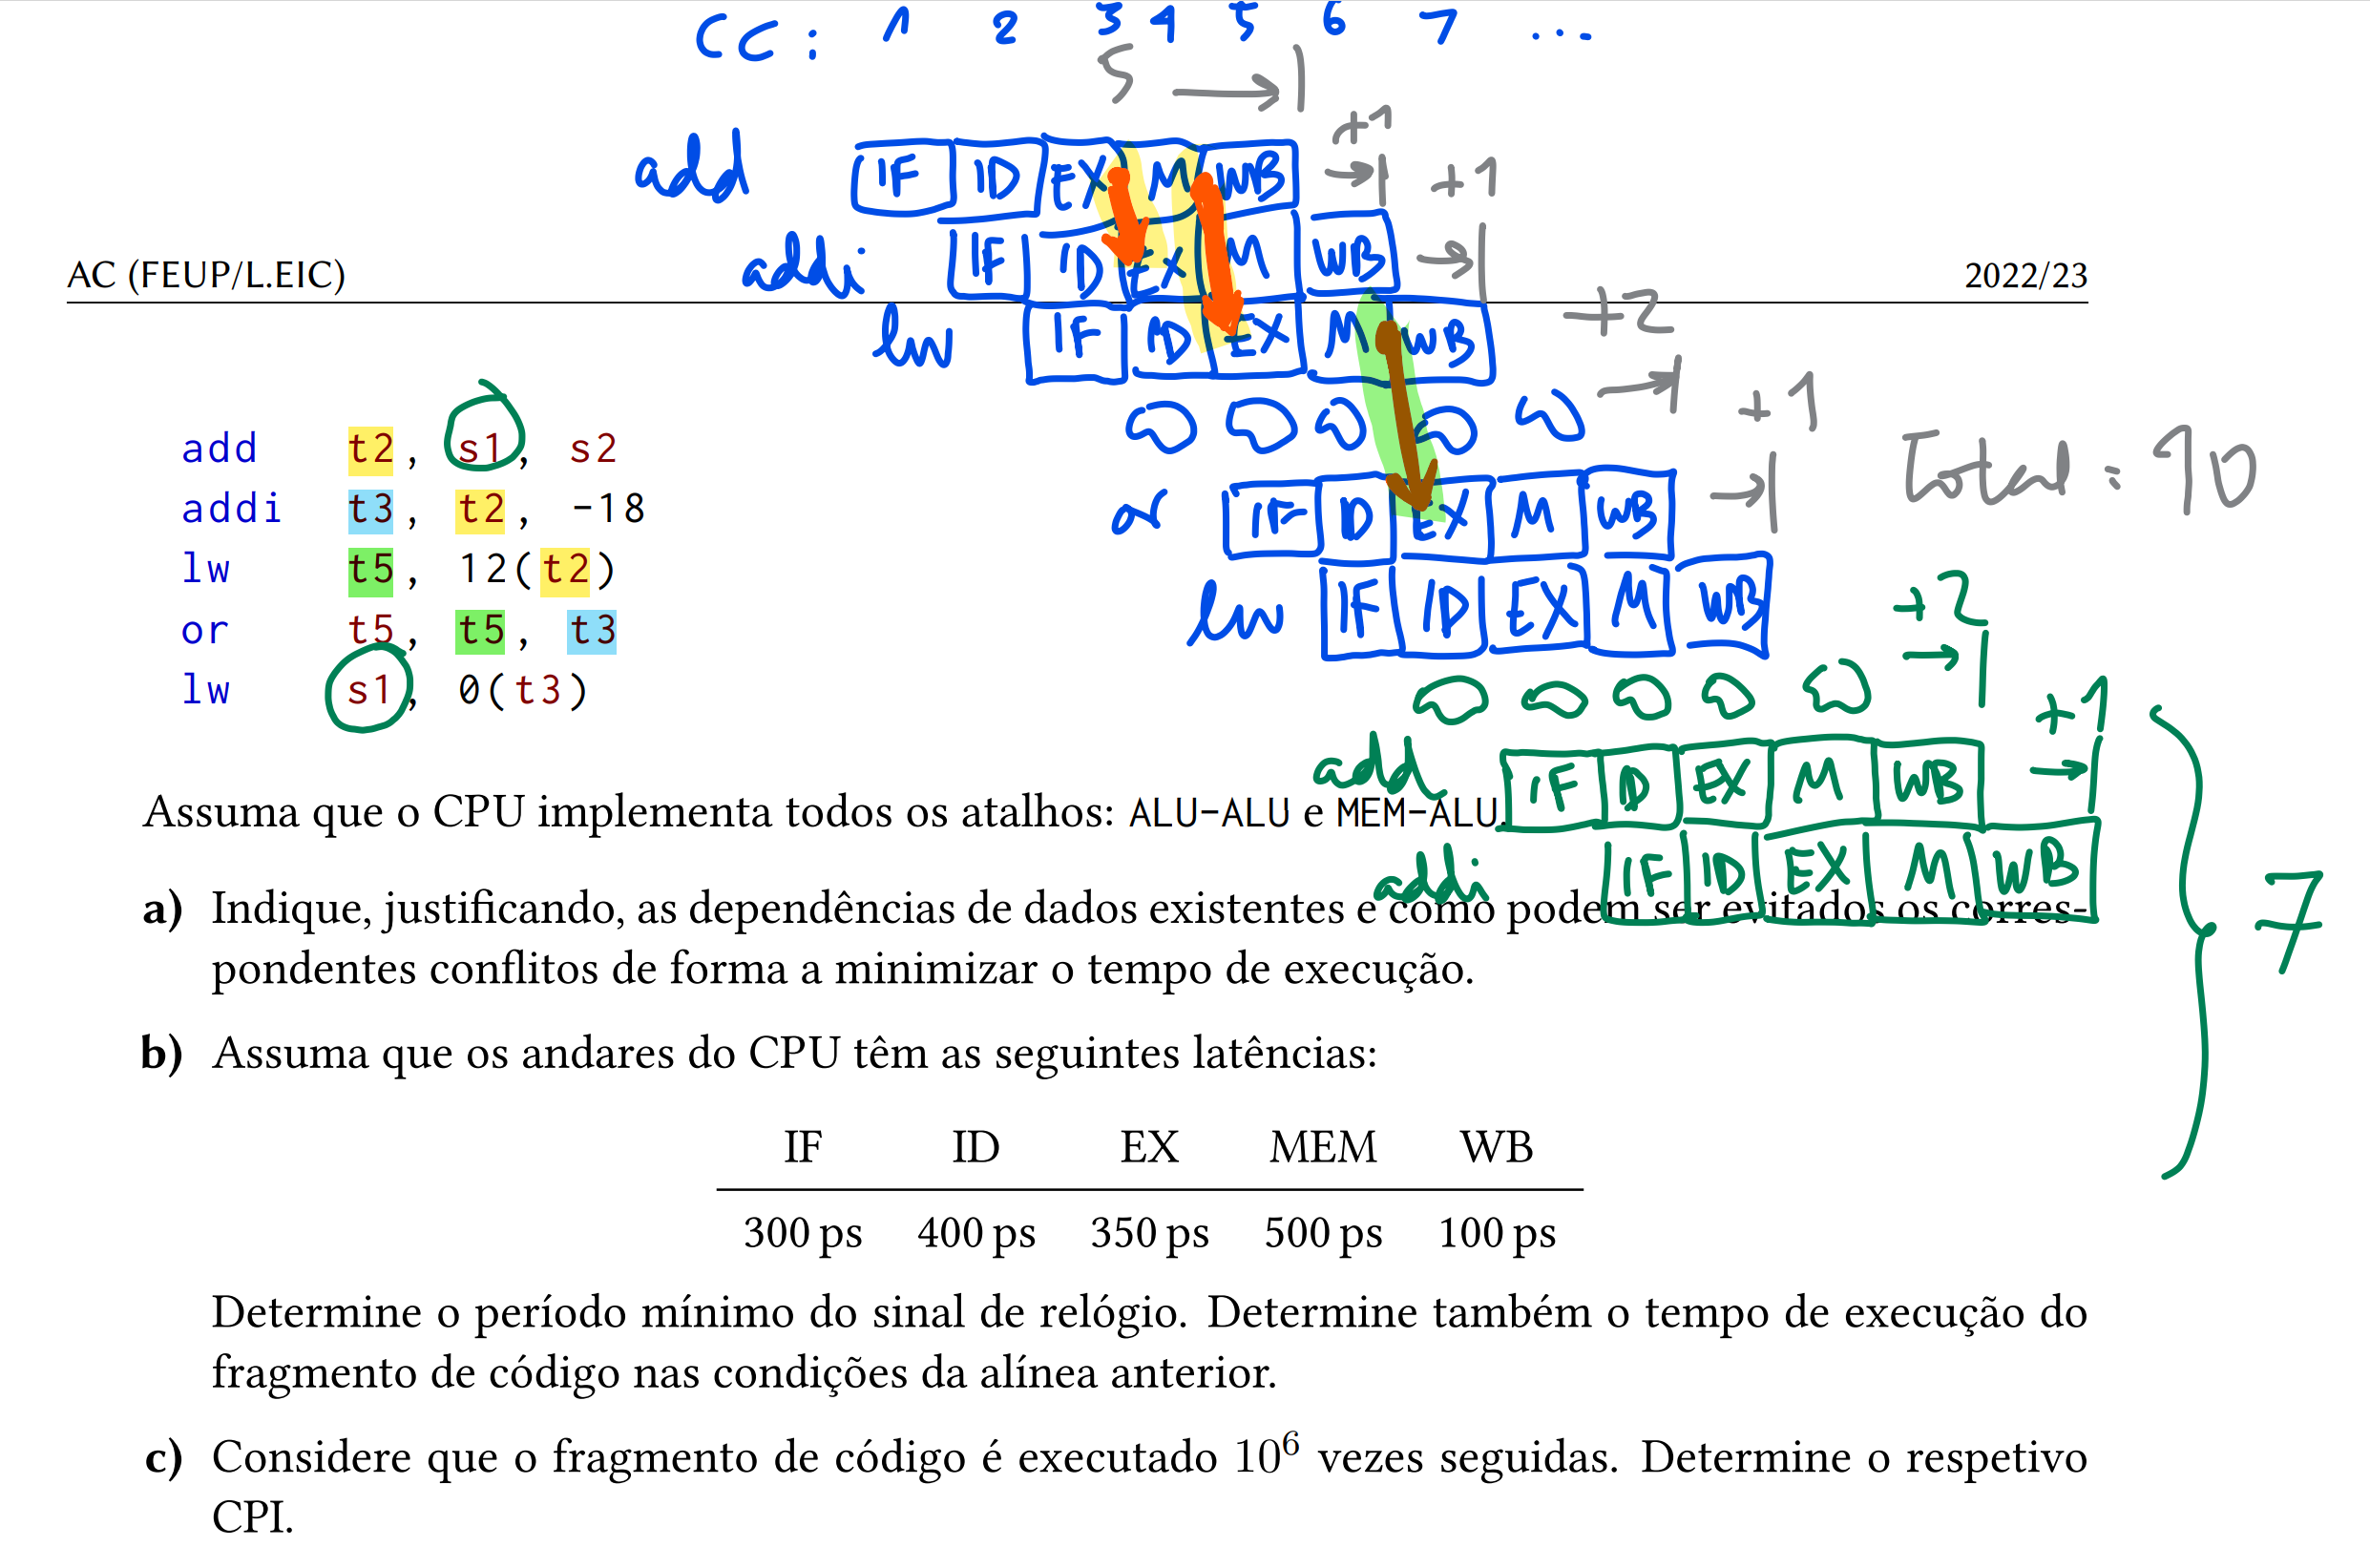 CC: 1 2 3 4 5 6 7 ...
5
+1
add IF ID EX M WB
+1
addi IF ID EX M WB
AC (FEUP/L.EIC) 2022/23
lw IF ID EX M WB
+2
+1
add t2, s1, s2
addi t3, t2, -18
lw t5, 12(t2)
or t5, t5, t3
lw s1, 0(t3)
or IF ID EX M WB
Total: 10
lw IF ID EX M WB
+2
+1
add IF ID EX M WB
addi IF ID EX M WB
7
Assuma que o CPU implementa todos os atalhos: ALU-ALU e MEM-ALU.
a) Indique, justificando, as dependências de dados existentes e como podem ser evitados os corres-
pondentes conflitos de forma a minimizar o tempo de execução.
b) Assuma que os andares do CPU têm as seguintes latências:
IF ID EX MEM WB
300 ps 400 ps 350 ps 500 ps 100 ps
Determine o período mínimo do sinal de relógio. Determine também o tempo de execução do
fragmento de código nas condições da alínea anterior.
c) Considere que o fragmento de código é executado 10⁶ vezes seguidas. Determine o respetivo
CPI.